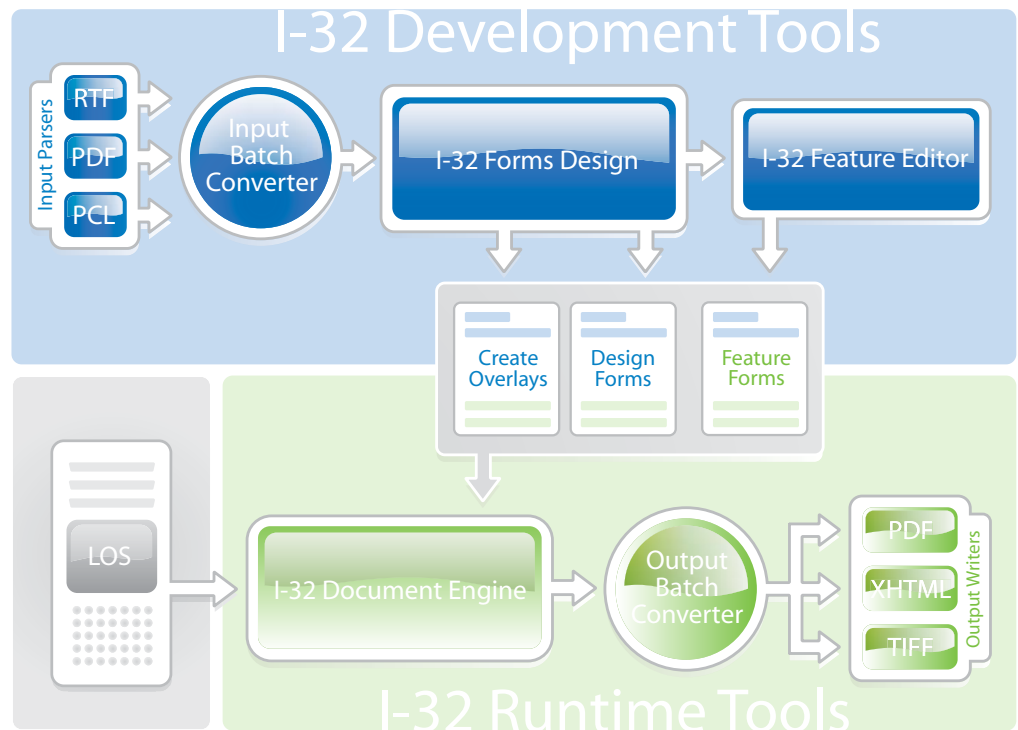 I-32 Development Tools
Input Parsers
RTF
PDF
PCL
Input
Batch
Converter
I-32 Forms Design
I-32 Feature Editor
Create
Overlays
Design
Forms
Feature
Forms
LOS
I-32 Document Engine
Output
Batch
Converter
PDF
XHTML
TIFF
Output Writers
I-32 Runtime Tools